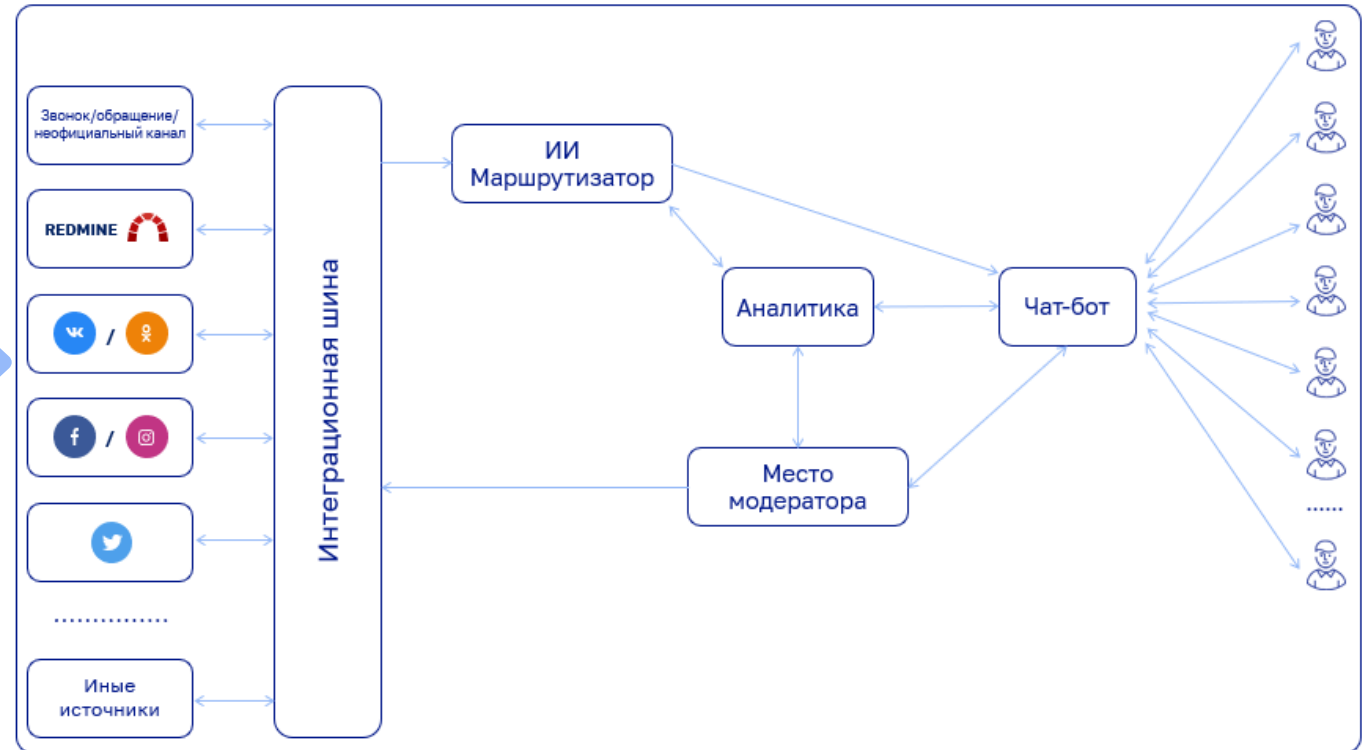 Звонок/обращение/
неофициальный канал
REDMINE
/
/
...............
Иные
источники
Интеграционная шина
ИИ
Маршрутизатор
Аналитика
Чат-бот
Место
модератора
......